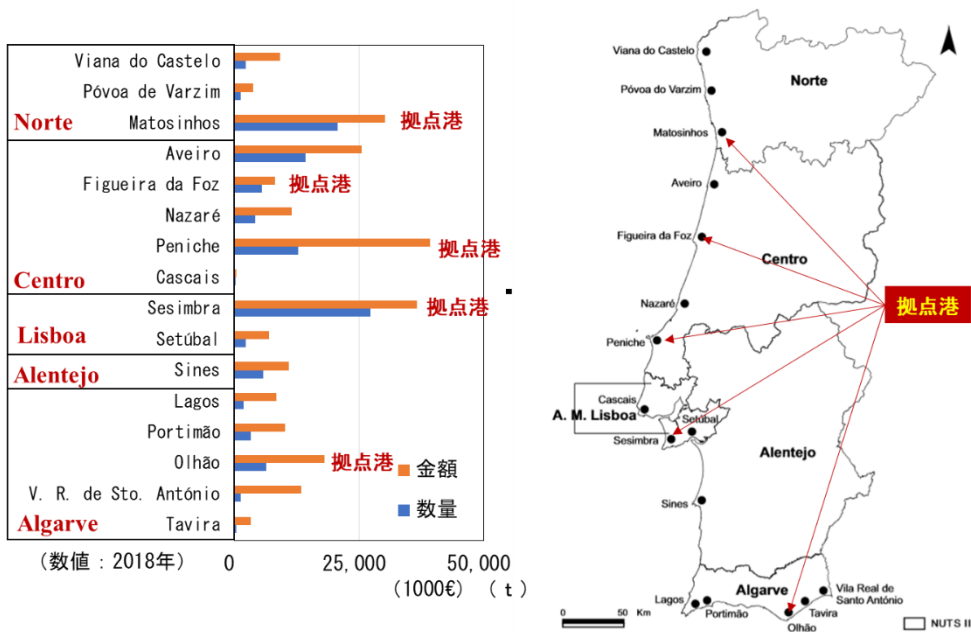 Viana do Castelo
Póvoa de Varzim
Norte
Matosinhos
拠点港
Aveiro
Figueira da Foz
拠点港
Nazaré
Peniche
拠点港
Centro
Cascais
Sesimbra
拠点港
Lisboa
Setúbal
Alentejo
Sines
Lagos
Portimão
Olhão
拠点港
V. R. de Sto. António
Algarve
Tavira
金額
数量
(数値：2018年)
0
25,000
50,000
(1000€)
(ｔ)
Viana do Castelo
Norte
Póvoa do Varzim
Matosinhos
Aveiro
Figueira da Foz
Centro
Nazaré
拠点港
Peniche
Cascais
A. M. Lisboa
Setúbal
Sesimbra
Alentejo
Sines
Algarve
Vila Real de
Santo António
Lagos
Portimão
Tavira
Olhão
0 50 Km
NUTS II